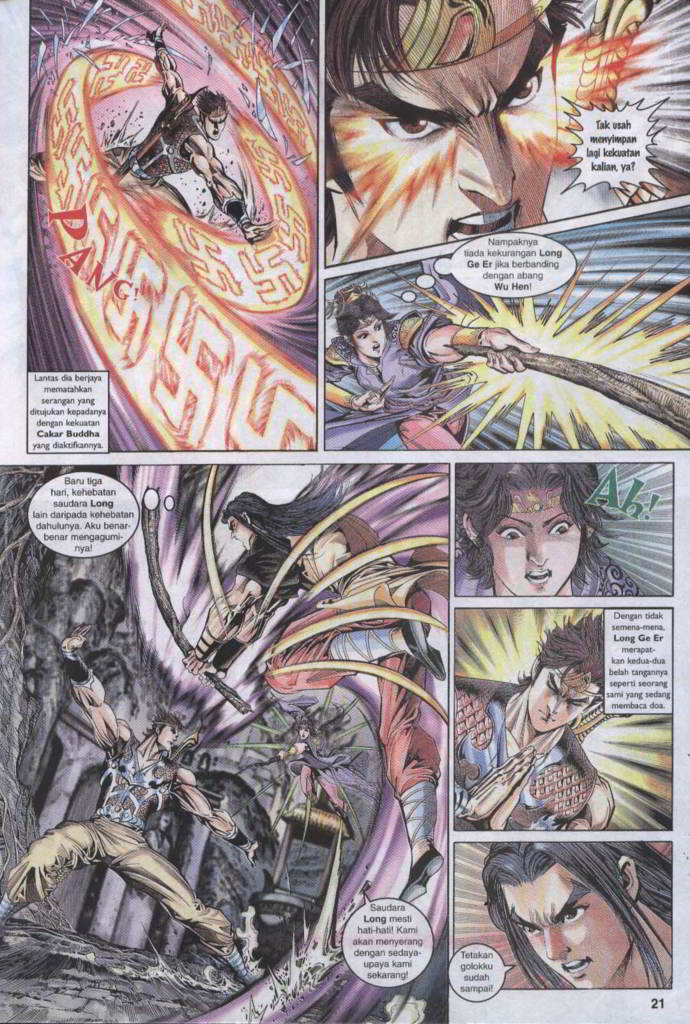 PANG!
Lantas dia berjaya
mematahkan
serangan yang
ditujukan kepadanya
dengan kekuatan
Cakar Buddha
yang diaktifkannya.
Tak usah
menyimpan
lagi kekuatan
kalian, ya?
Nampaknya
tiada kekurangan Long
Ge Er jika berbanding
dengan abang
Wu Hen!
Baru tiga
hari, kehebatan
saudara Long
lain daripada kehebatan
dahulunya. Aku benar-
benar mengagumi-
nya!
Saudara
Long mesti
hati-hati! Kami
akan menyerang
dengan sedaya-
upaya kami
sekarang!
Ah!
Dengan tidak
semena-mena,
Long Ge Er
merapat-
kan kedua-dua
belah tangannya
seperti seorang
sami yang sedang
membaca doa.
Tetakan
golokku
sudah
sampai!
21